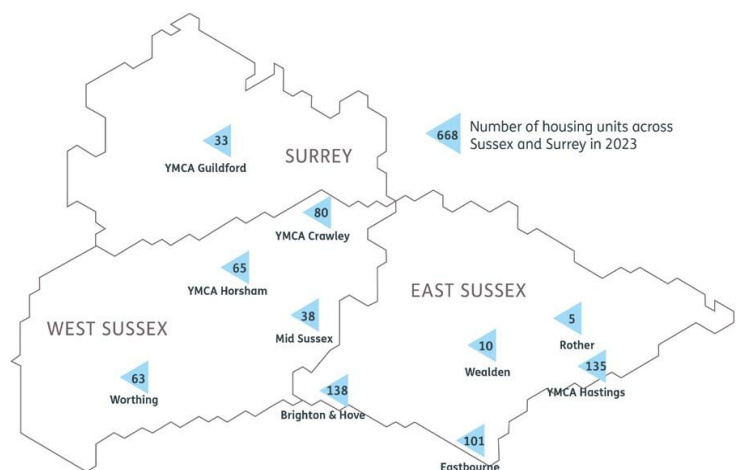 33
YMCA Guildford
SURREY
668
Number of housing units across
Sussex and Surrey in 2023
80
YMCA Crawley
65
YMCA Horsham
EAST SUSSEX
WEST SUSSEX
38
Mid Sussex
5
Rother
10
Wealden
135
YMCA Hastings
63
Worthing
138
Brighton & Hove
101
Eastbourne